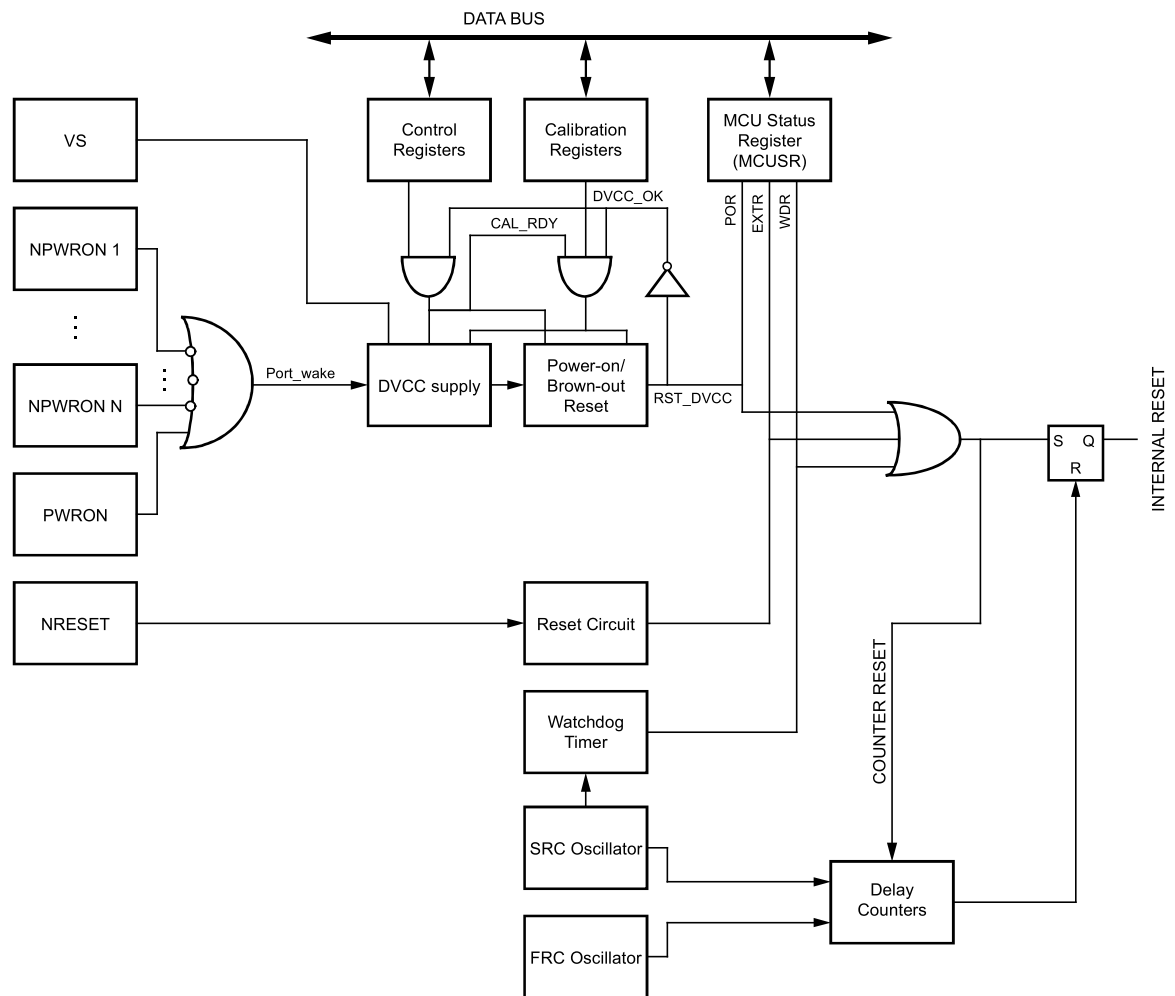 DATA BUS
VS
Control
Registers
Calibration
Registers
MCU Status
Register
(MCUSR)
DVCC_OK
POR
EXTR
WDR
CAL_RDY
NPWRON 1
NPWRON N
Port_wake
DVCC supply
Power-on/
Brown-out
Reset
RST_DVCC
PWRON
S
Q
R
INTERNAL RESET
NRESET
Reset Circuit
Watchdog
Timer
COUNTER RESET
SRC Oscillator
Delay
Counters
FRC Oscillator